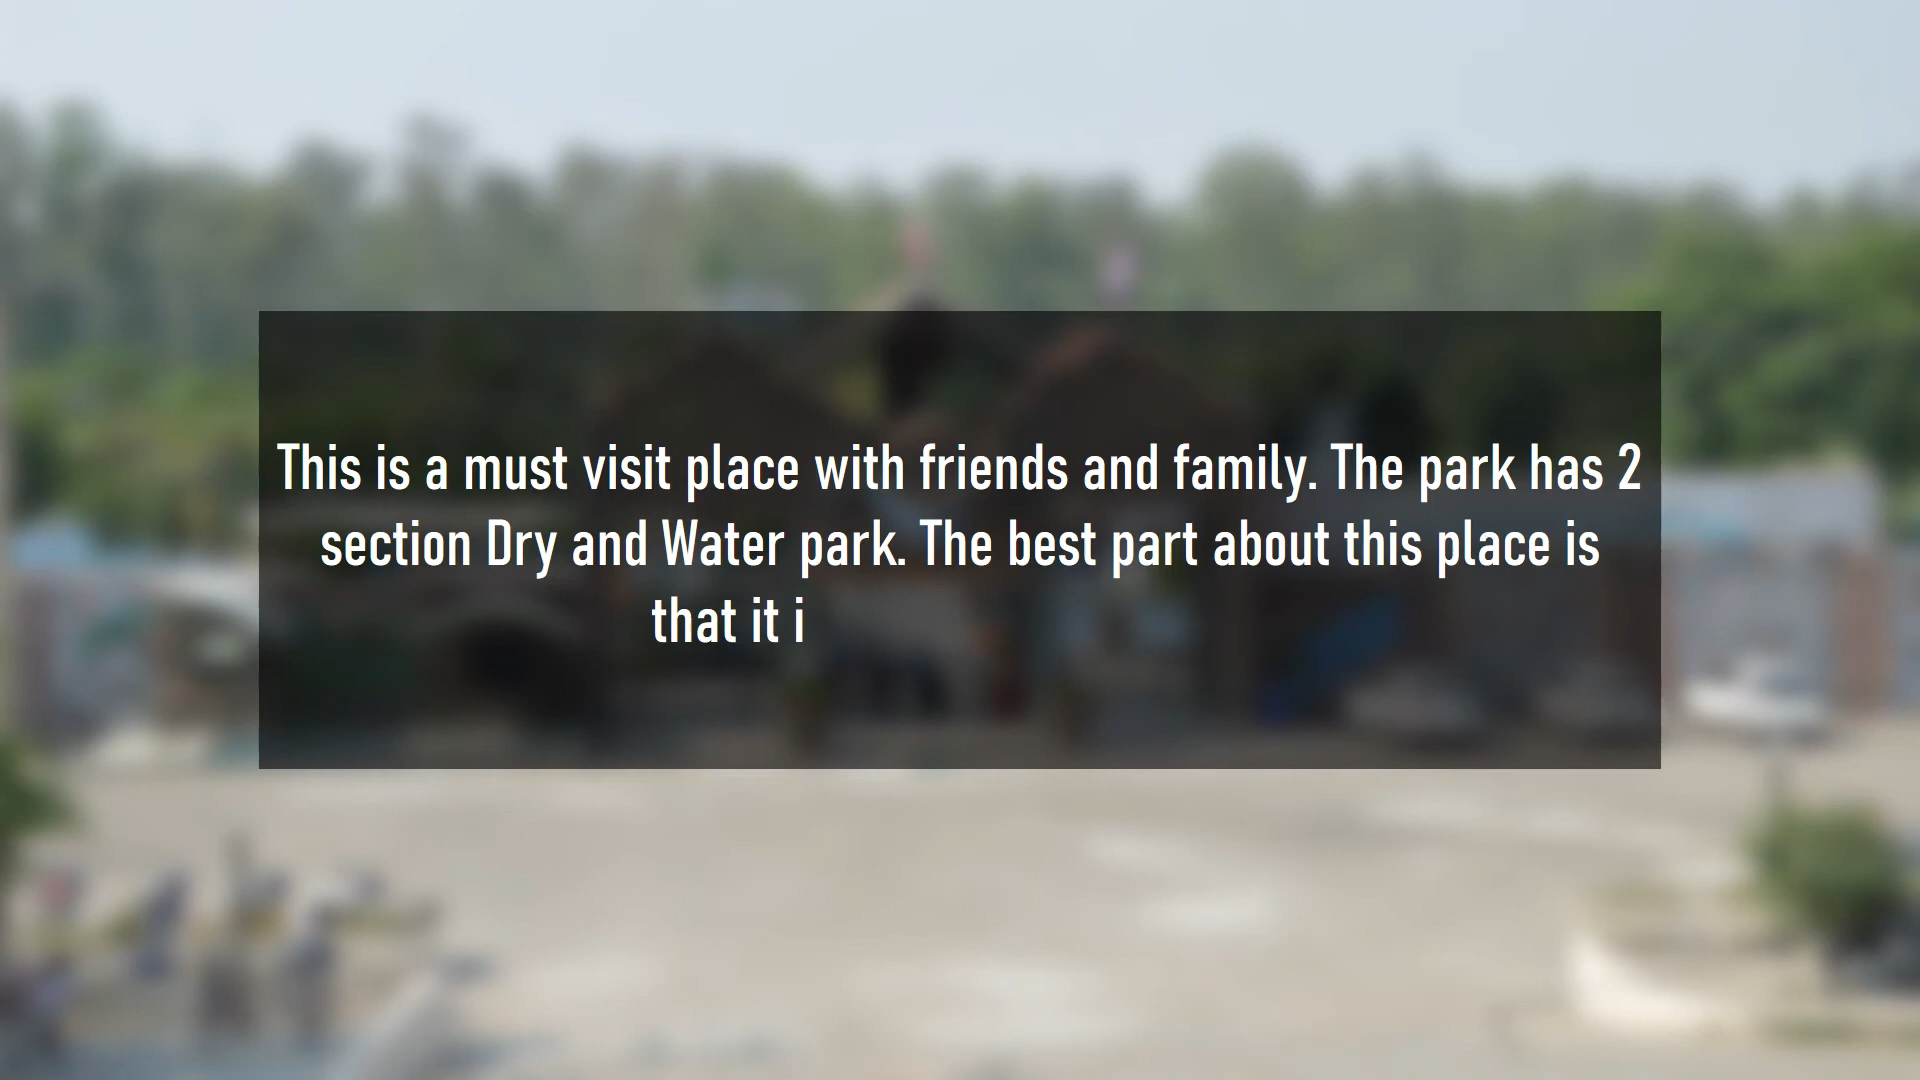 This is a must visit place with friends and family. The park has 2
section Dry and Water park. The best part about this place is
that it i